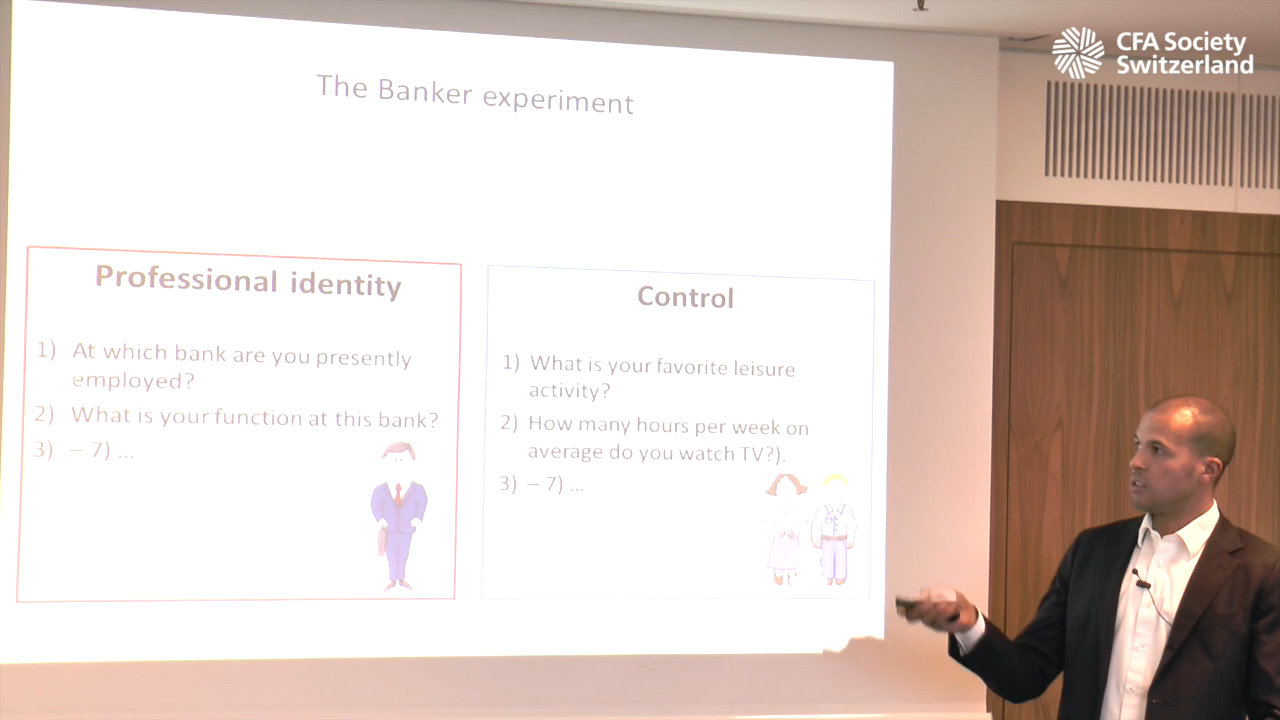 CFA Society
Switzerland
The Banker experiment
Professional identity
1) At which bank are you presently
employed?
2) What is your function at this bank?
3) – 7) ...
Control
1) What is your favorite leisure
activity?
2) How many hours per week on
average do you watch TV?).
3) – 7) ...